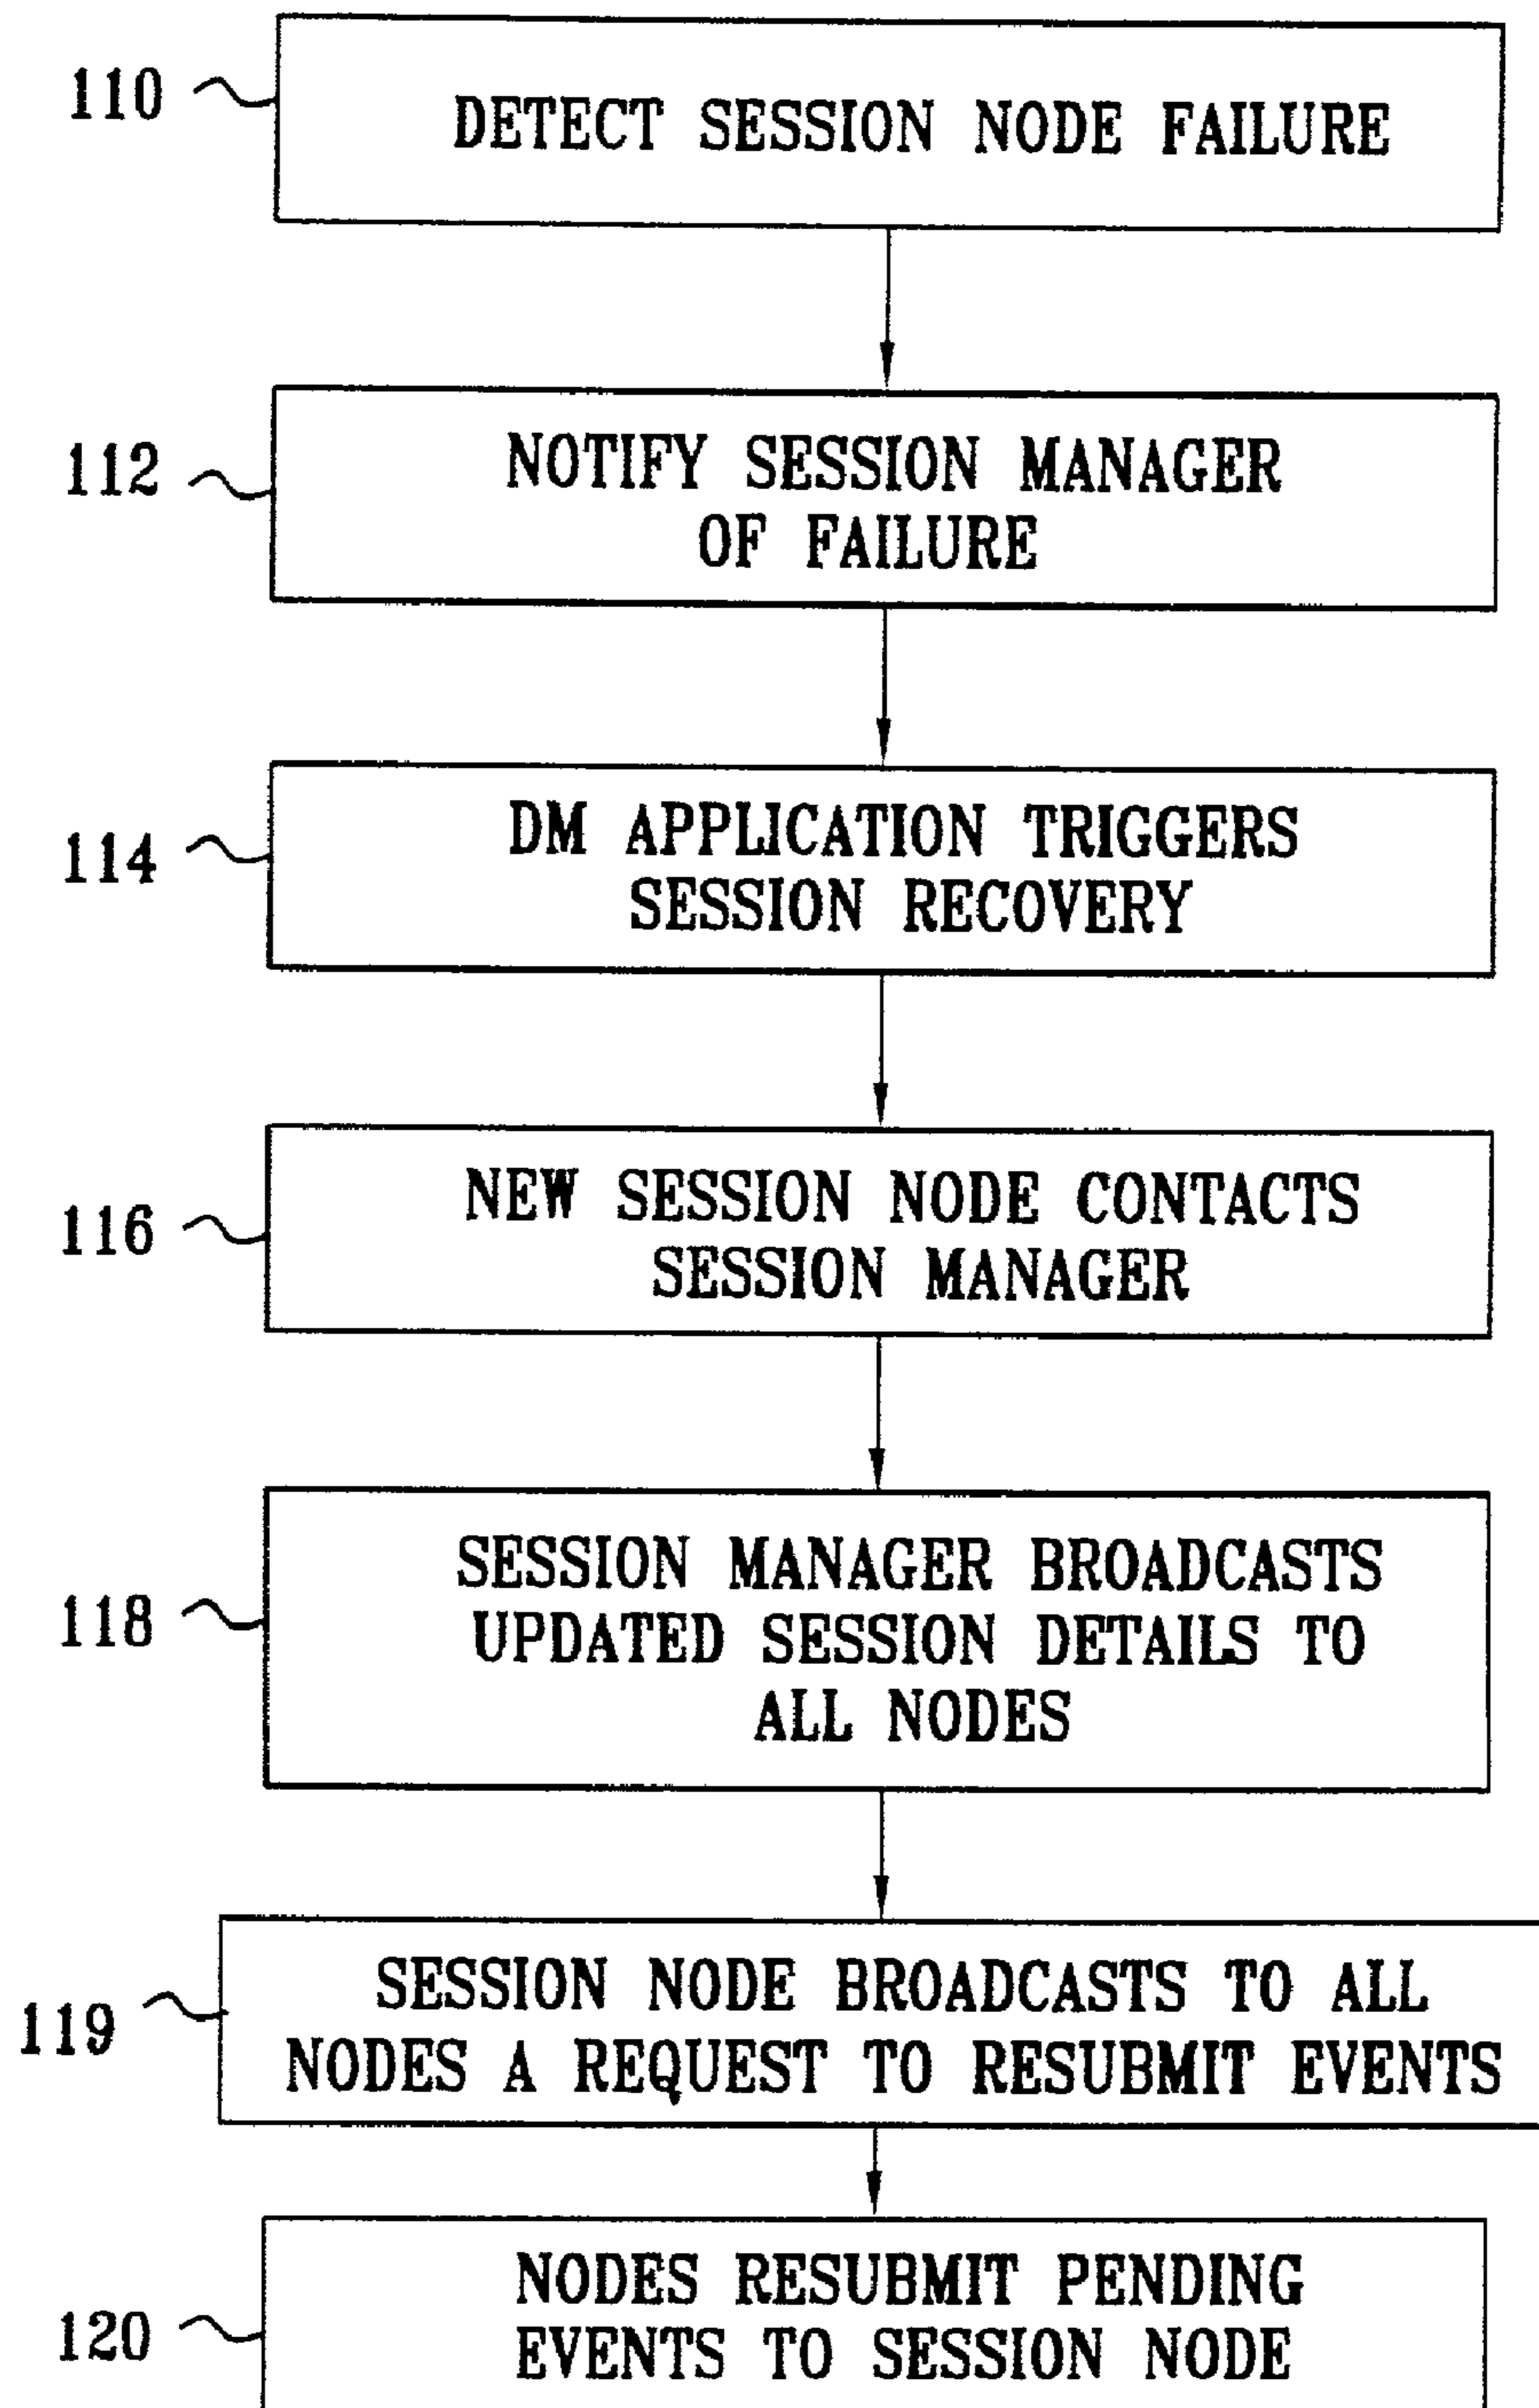 110
DETECT SESSION NODE FAILURE
112
NOTIFY SESSION MANAGER
OF FAILURE
114
DM APPLICATION TRIGGERS
SESSION RECOVERY
116
NEW SESSION NODE CONTACTS
SESSION MANAGER
118
SESSION MANAGER BROADCASTS
UPDATED SESSION DETAILS TO
ALL NODES
119
SESSION NODE BROADCASTS TO ALL
NODES A REQUEST TO RESUBMIT EVENTS
120
NODES RESUBMIT PENDING
EVENTS TO SESSION NODE